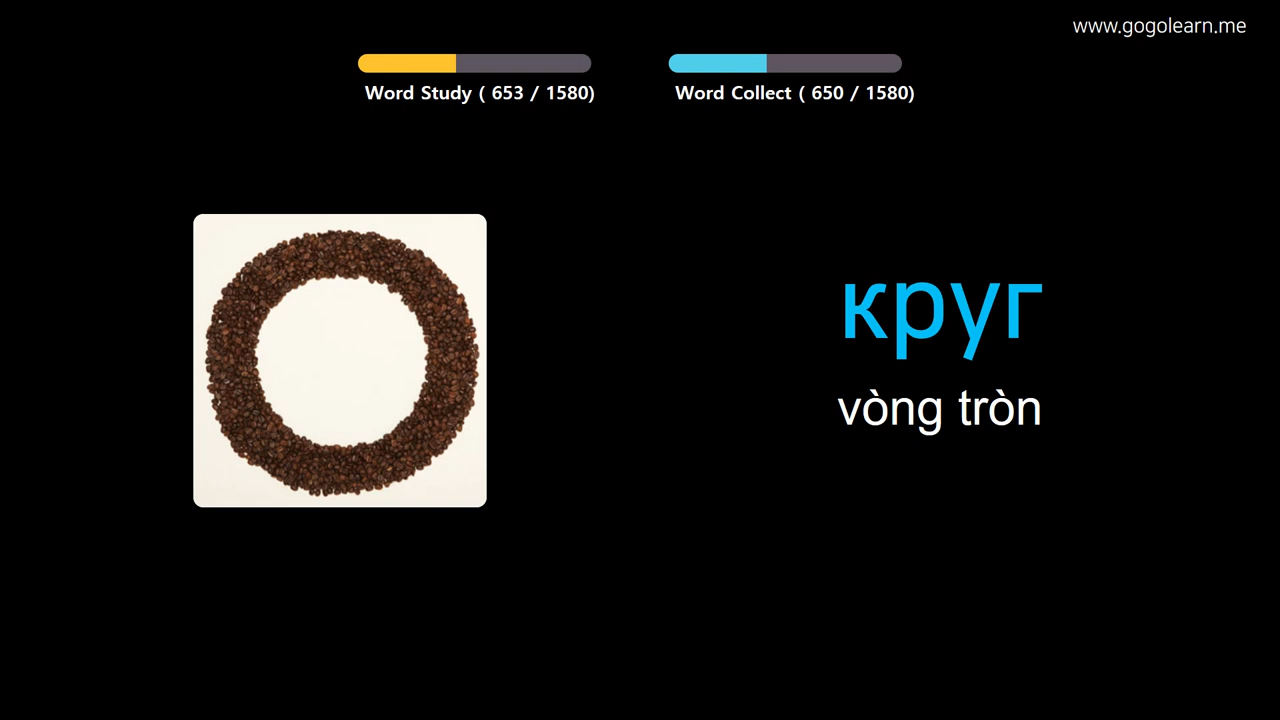 www.gogolearn.me
Word Study ( 653 / 1580)
Word Collect ( 650 / 1580)
круг
vòng tròn